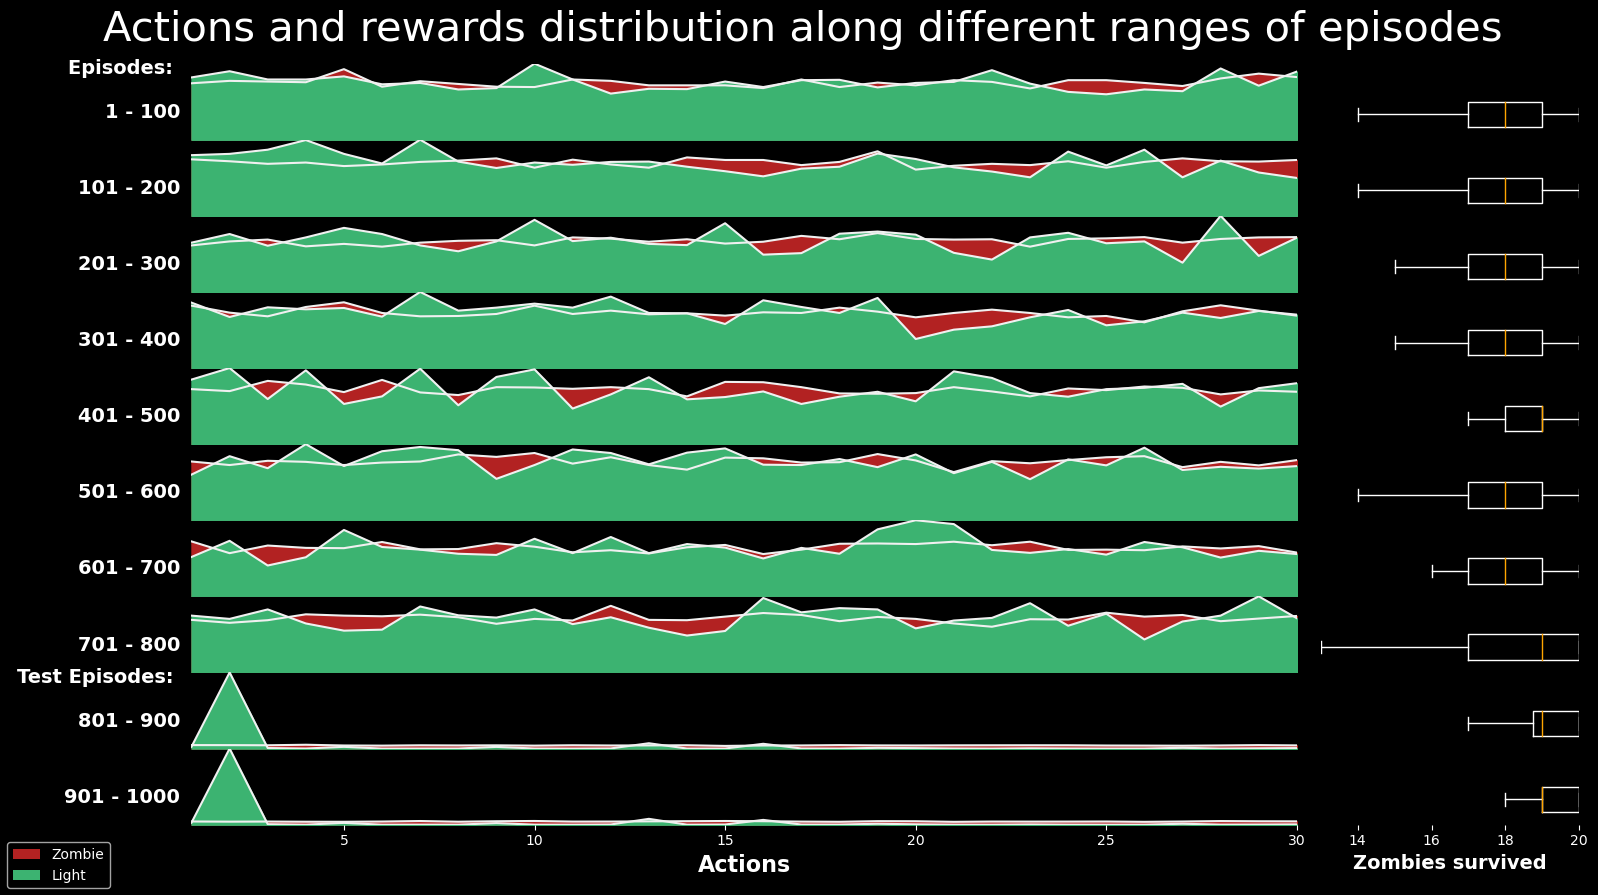 Actions and rewards distribution along different ranges of episodes
Episodes:
1 - 100
101 - 200
201 - 300
301 - 400
401 - 500
501 - 600
601 - 700
701 - 800
Test Episodes:
801 - 900
901 - 1000
5 10 15 20 25 30 14 16 18 20
Actions Zombies survived
Zombie
Light